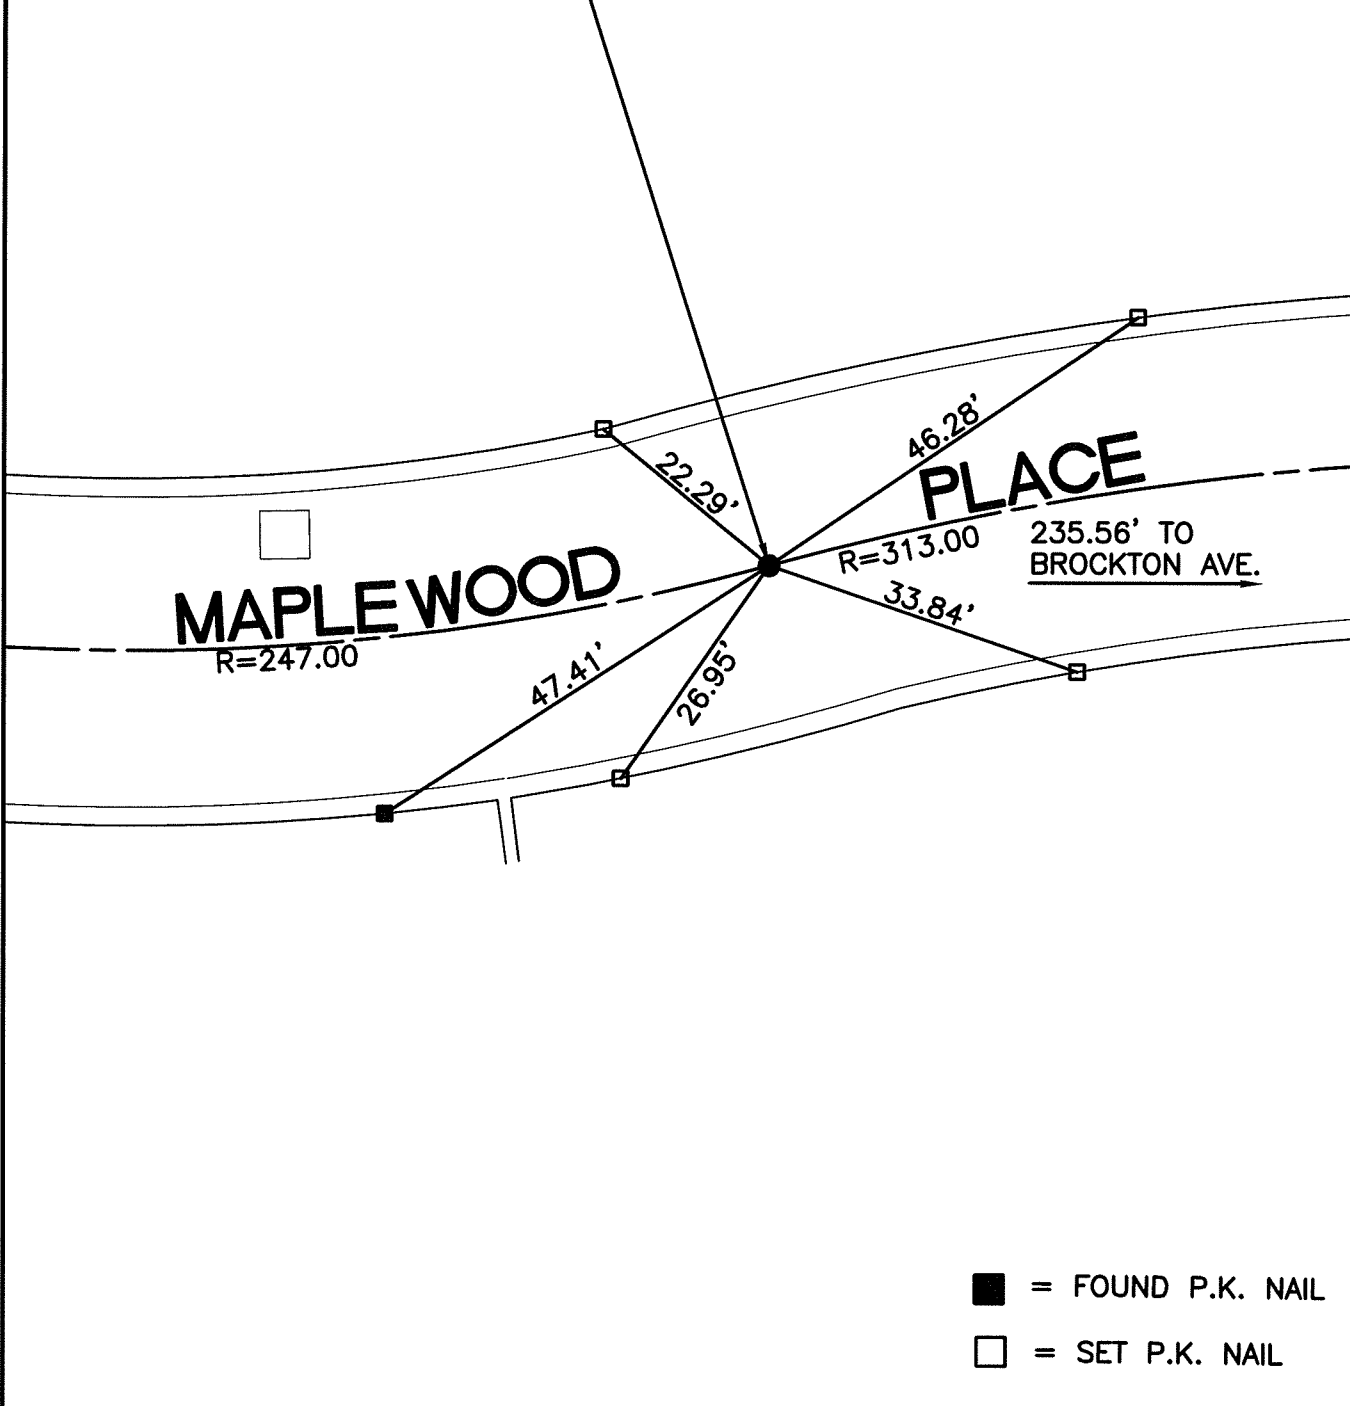 46.28'
22.29'
PLACE
235.56' TO
BROCKTON AVE.
R=313.00
MAPLEWOOD
33.84'
R=247.00
47.41'
26.95'
= FOUND P.K. NAIL
= SET P.K. NAIL